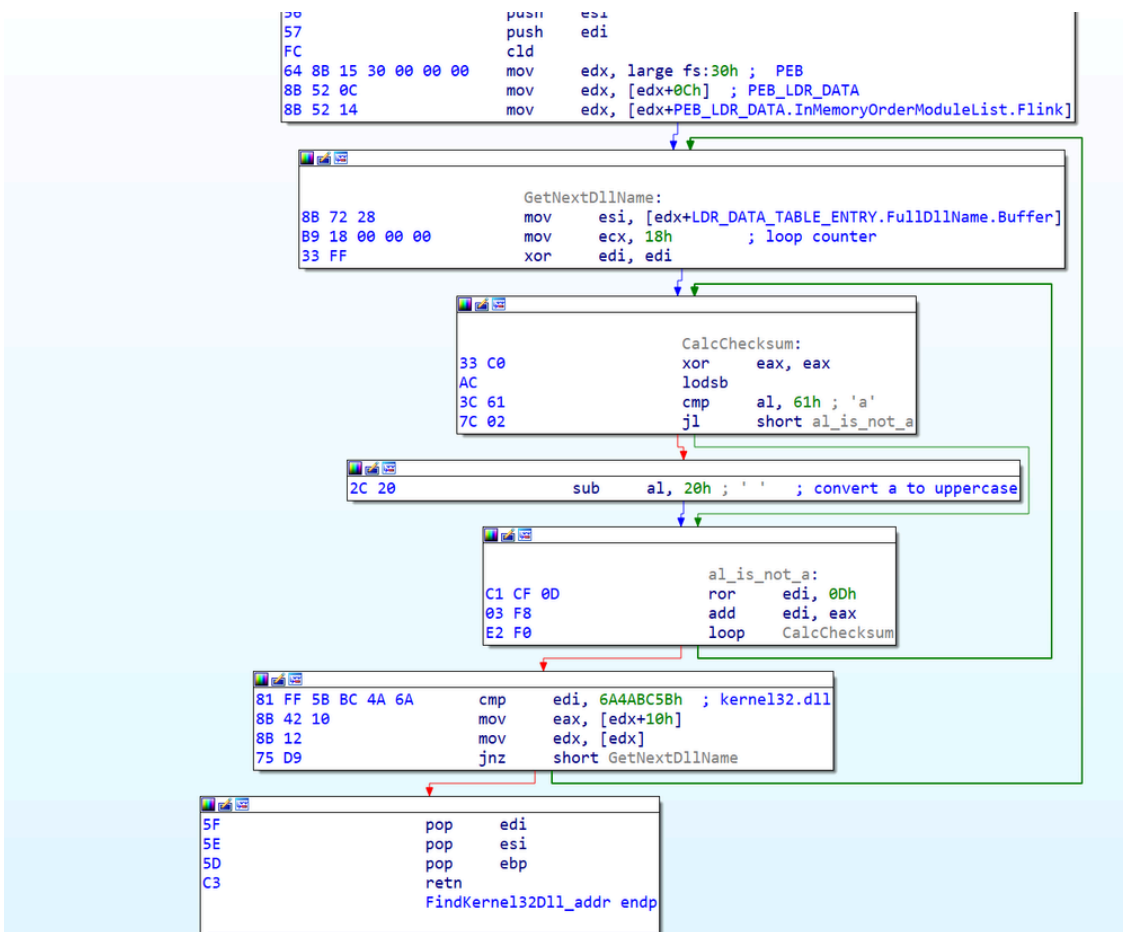 56 push esi
57 push edi
FC cld
64 8B 15 30 00 00 00 mov edx, large fs:30h ; PEB
8B 52 0C mov edx, [edx+0Ch] ; PEB_LDR_DATA
8B 52 14 mov edx, [edx+PEB_LDR_DATA.InMemoryOrderModuleList.Flink]
GetNextDllName:
8B 72 28 mov esi, [edx+LDR_DATA_TABLE_ENTRY.FullDllName.Buffer]
B9 18 00 00 00 mov ecx, 18h ; loop counter
33 FF xor edi, edi
CalcChecksum:
33 C0 xor eax, eax
AC lodsb
3C 61 cmp al, 61h ; 'a'
7C 02 jl short al_is_not_a
2C 20 sub al, 20h ; ' ' ; convert a to uppercase
al_is_not_a:
C1 CF 0D ror edi, 0Dh
03 F8 add edi, eax
E2 F0 loop CalcChecksum
81 FF 5B BC 4A 6A cmp edi, 6A4ABC5Bh ; kernel32.dll
8B 42 10 mov eax, [edx+10h]
8B 12 mov edx, [edx]
75 D9 jnz short GetNextDllName
5F pop edi
5E pop esi
5D pop ebp
C3 retn
FindKernel32Dll_addr endp